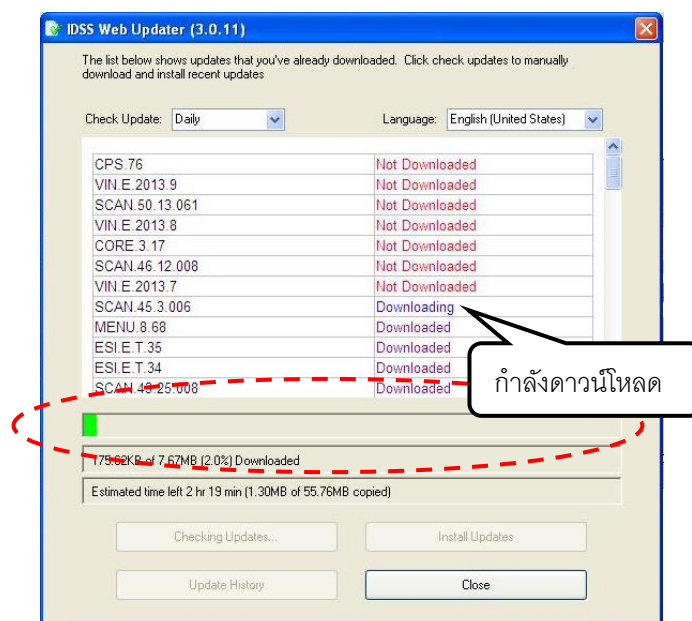 IDSS Web Updater (3.0.11)
The list below shows updates that you've already downloaded. Click check updates to manually
download and install recent updates
Check Update: Daily Language: English (United States)
CPS.76 Not Downloaded
VIN.E.2013.9 Not Downloaded
SCAN.50.13.061 Not Downloaded
VIN.E.2013.8 Not Downloaded
CORE.3.17 Not Downloaded
SCAN.46.12.008 Not Downloaded
VIN.E.2013.7 Not Downloaded
SCAN.45.3.006 Downloading
MENU.8.68 Downloaded
ESI.E.T.35 Downloaded
ESI.E.T.34 Downloaded
SCAN.43.25.008 Downloaded
กำลังดาวน์โหลด
175.62KB of 7.67MB (2.0%) Downloaded
Estimated time left 2 hr 19 min (1.30MB of 55.76MB copied)
Checking Updates... Install Updates
Update History Close